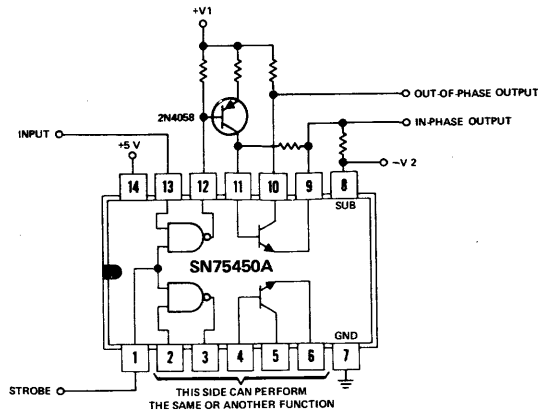 +V1
2N4058
OUT-OF-PHASE OUTPUT
IN-PHASE OUTPUT
INPUT
+5 V
–V 2
14 13 12 11 10 9 8
SUB
SN75450A
GND
1 2 3 4 5 6 7
STROBE
THIS SIDE CAN PERFORM
THE SAME OR ANOTHER FUNCTION